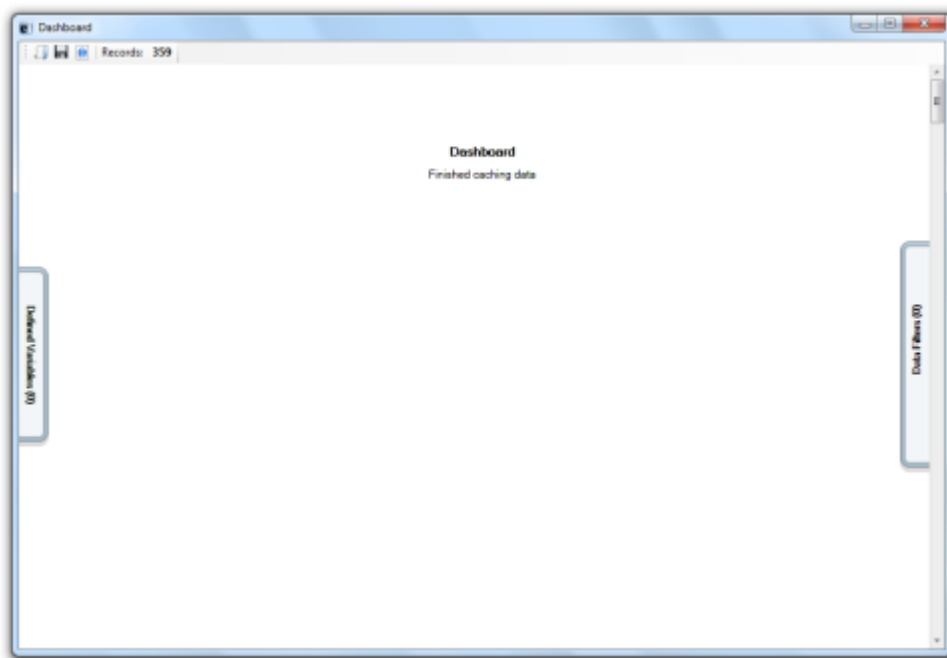 Dashboard
Records: 359
Dashboard
Finished caching data
Defined Variables (0)
Data Filters (0)